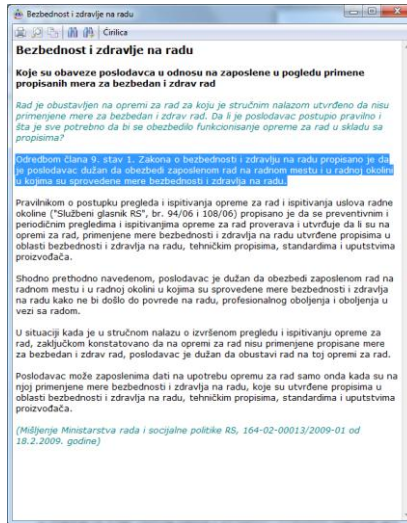 Bezbednost i zdravlje na radu
Ćirilica
Bezbednost i zdravlje na radu
Koje su obaveze poslodavca u odnosu na zaposlene u pogledu primene
propisanih mera za bezbedan i zdrav rad
Rad je obustavljen na opremi za rad za koju je stručnim nalazom utvrđeno da nisu
primenjene mere za bezbedan i zdrav rad. Da li je poslodavac postupio pravilno i
šta je sve potrebno da bi se obezbedilo funkcionisanje opreme za rad u skladu sa
propisima?
Odredbom člana 9. stav 1. Zakona o bezbednosti i zdravlju na radu propisano je da
je poslodavac dužan da obezbedi zaposlenom rad na radnom mestu i u radnoj okolini
u kojima su sprovedene mere bezbednosti i zdravlja na radu.
Pravilnikom o postupku pregleda i ispitivanja opreme za rad i ispitivanja uslova radne
okoline ("Službeni glasnik RS", br. 94/06 i 108/06) propisano je da se preventivnim i
periodičnim pregledima i ispitivanjima opreme za rad proverava i utvrđuje da li su na
opremi za rad, primenjene mere bezbednosti i zdravlja na radu utvrđene propisima u
oblasti bezbednosti i zdravlja na radu, tehničkim propisima, standardima i uputstvima
proizvođača.
Shodno prethodno navedenom, poslodavac je dužan da obezbedi zaposlenom rad na
radnom mestu i u radnoj okolini u kojima su sprovedene mere bezbednosti i zdravlja
na radu kako ne bi došlo do povrede na radu, profesionalnog oboljenja i oboljenja u
vezi sa radom.
U situaciji kada je u stručnom nalazu o izvršenom pregledu i ispitivanju opreme za
rad, zaključkom konstatovano da na opremi za rad nisu primenjene propisane mere
za bezbedan i zdrav rad, poslodavac je dužan da obustavi rad na toj opremi za rad.
Poslodavac može zaposlenima dati na upotrebu opremu za rad samo onda kada su na
njoj primenjene mere bezbednosti i zdravlja na radu, koje su utvrđene propisima u
oblasti bezbednosti i zdravlja na radu, tehničkim propisima, standardima i uputstvima
proizvođača.
(Mišljenje Ministarstva rada i socijalne politike RS, 164-02-00013/2009-01 od
18.2.2009. godine)